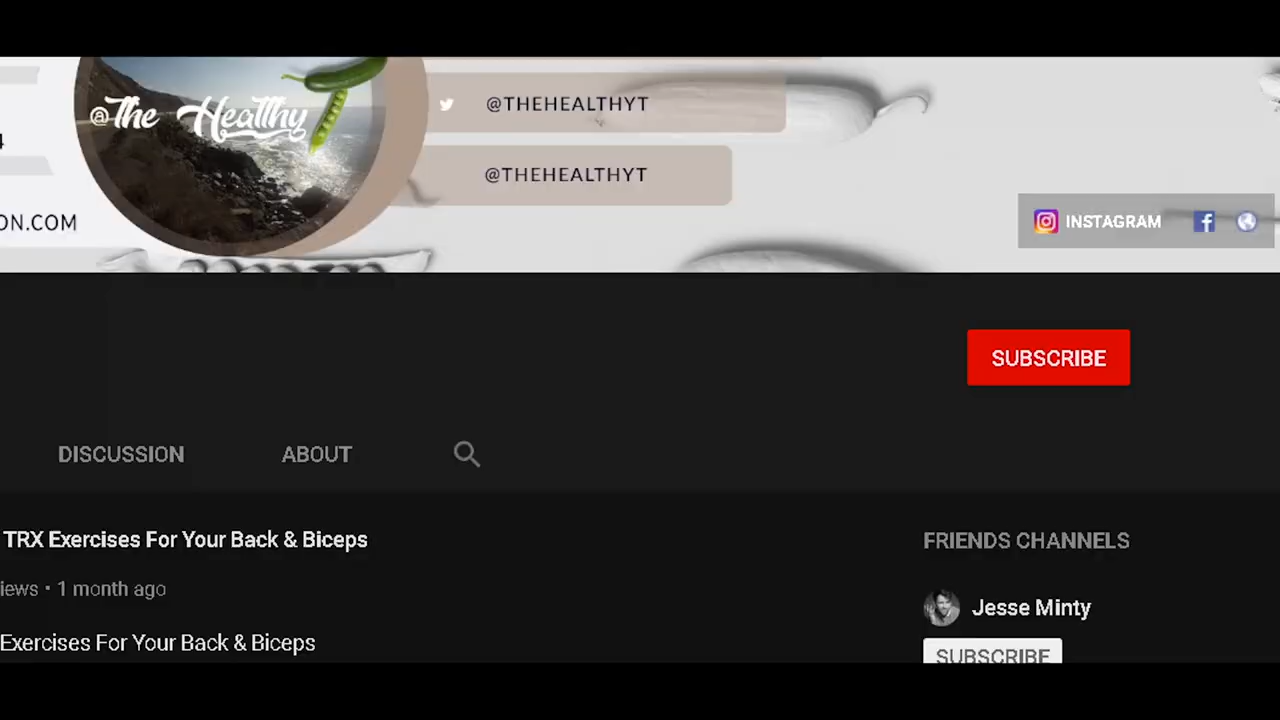 @The Healthy
@THEHEALTHYT
4
@THEHEALTHYT
ON.COM
INSTAGRAM
SUBSCRIBE
DISCUSSION
ABOUT
TRX Exercises For Your Back & Biceps
FRIENDS CHANNELS
iews • 1 month ago
Jesse Minty
Exercises For Your Back & Biceps
SUBSCRIBE